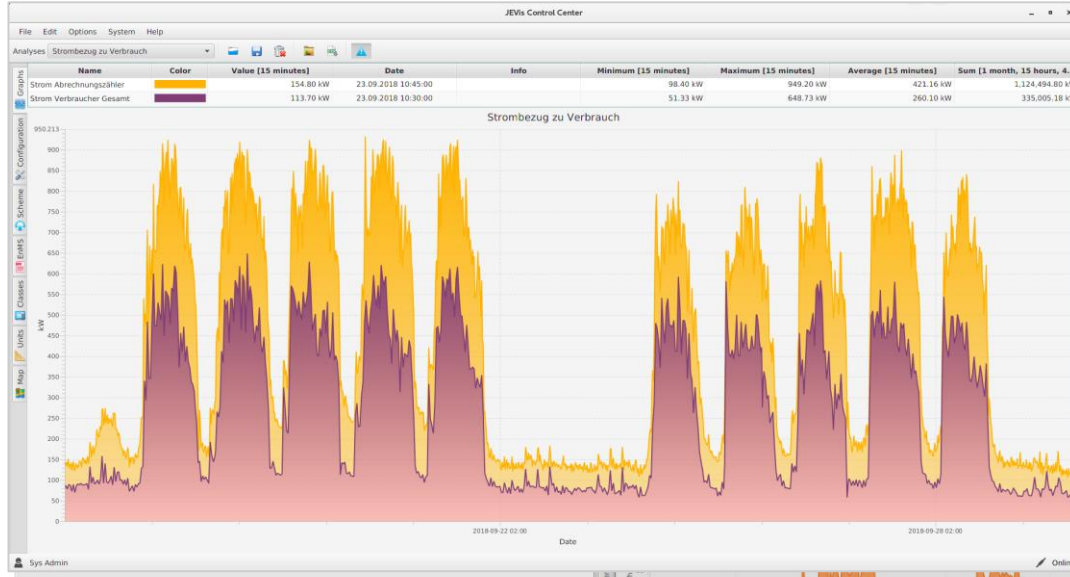 JEVis Control Center
File Edit Options System Help
Analyses Strombezug zu Verbrauch
Name Color Value [15 minutes] Date Info Minimum [15 minutes] Maximum [15 minutes] Average [15 minutes] Sum [1 month, 15 hours, 4.
Strom Abrechnungszähler 154.80 kW 23.09.2018 10:45:00 98.40 kW 949.20 kW 421.16 kW 1,124,494.80 k
Strom Verbraucher Gesamt 113.70 kW 23.09.2018 10:30:00 51.33 kW 648.73 kW 260.10 kW 335,005.18 k
Graphs
Configuration
Scheme
EnMS
Classes
Units
Map
Strombezug zu Verbrauch
950.213
900
850
800
750
700
650
600
550
500
450
400
350
300
250
200
150
100
50
0
kW
2018-09-22 02:00 2018-09-28 02:00
Date
Sys Admin Onlin